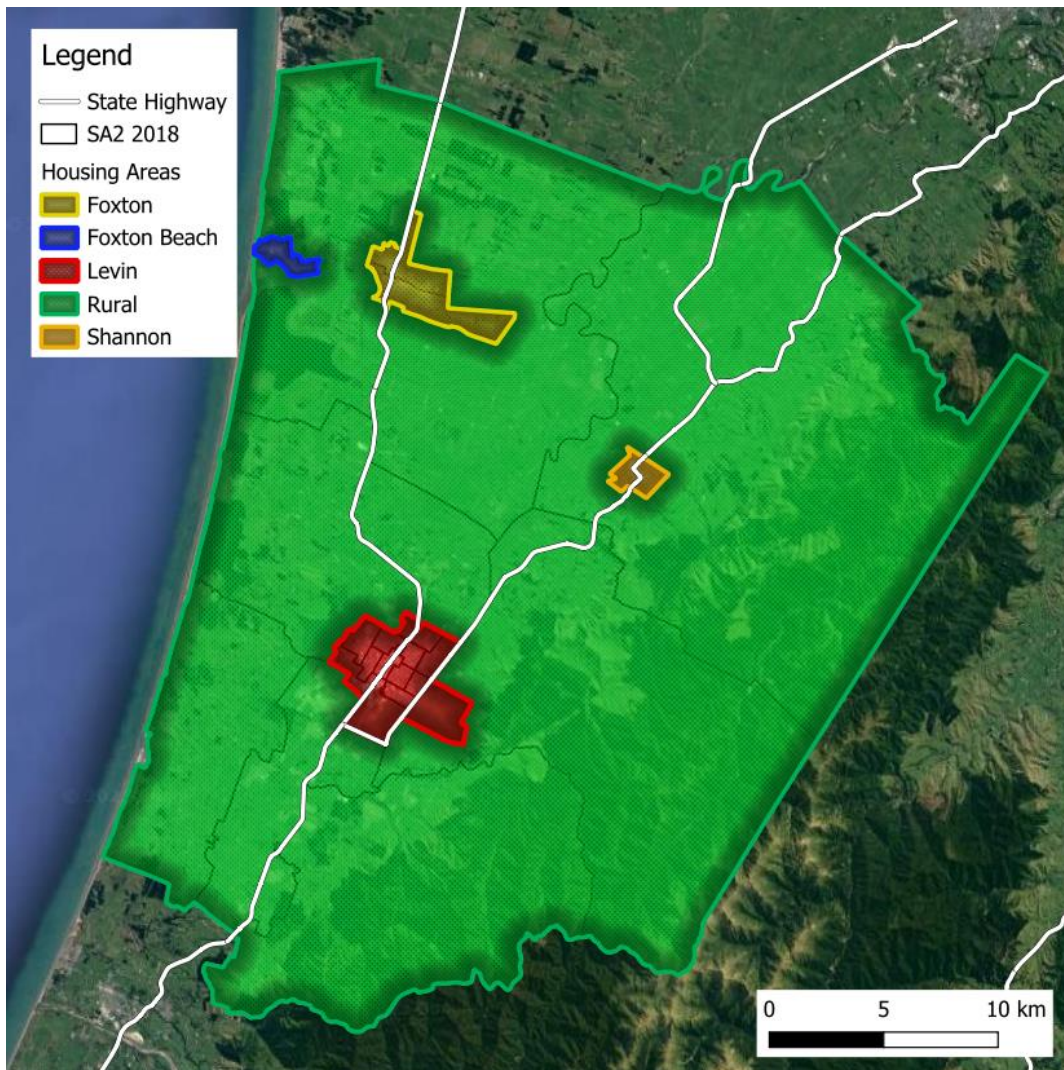 Legend
State Highway
SA2 2018
Housing Areas
Foxton
Foxton Beach
Levin
Rural
Shannon
0 5 10 km